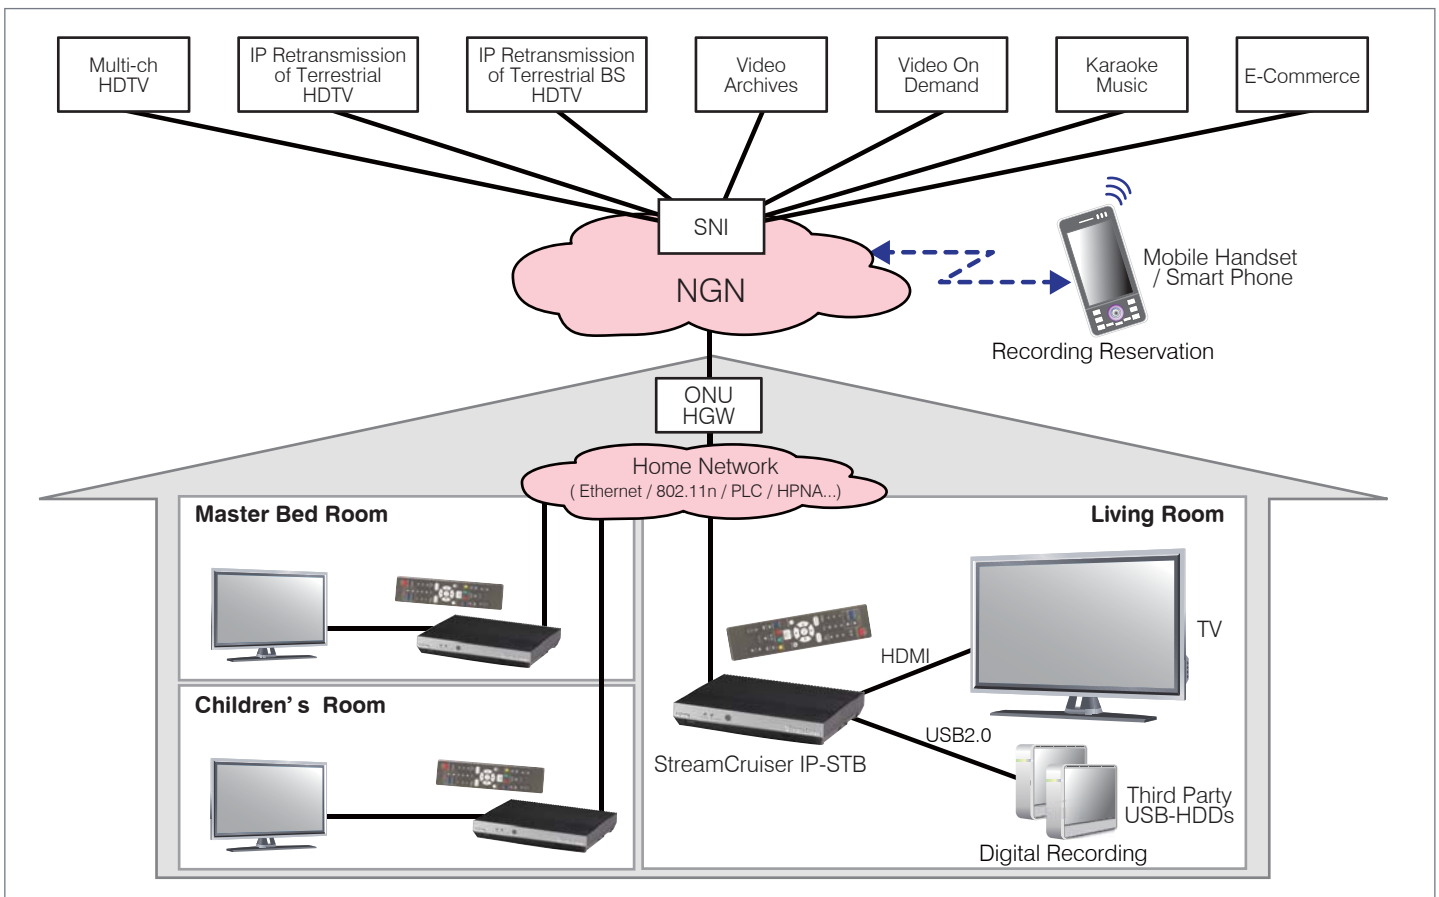 Multi-ch
HDTV
IP Retransmission
of Terrestrial
HDTV
IP Retransmission
of Terrestrial BS
HDTV
Video
Archives
Video On
Demand
Karaoke
Music
E-Commerce
SNI
NGN
Mobile Handset
/ Smart Phone
Recording Reservation
ONU
HGW
Home Network
( Ethernet / 802.11n / PLC / HPNA...)
Master Bed Room
Living Room
TV
HDMI
Children’ s Room
USB2.0
StreamCruiser IP-STB
Third Party
USB-HDDs
Digital Recording